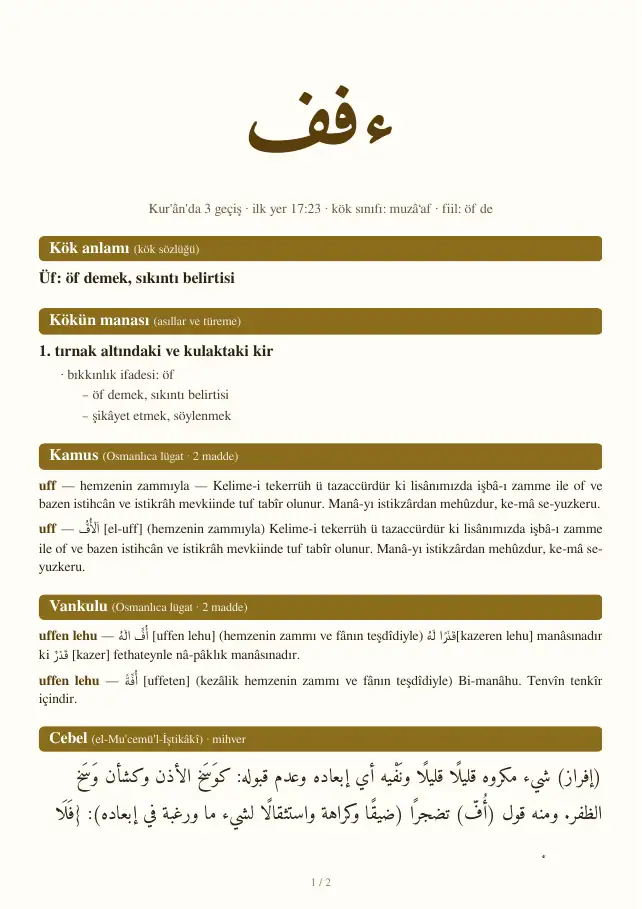 ء ف ف
Kur'ân'da 3 geçiş · ilk yer 17:23 · kök sınıfı: muzâʿaf · fiil: öf de
Kök anlamı (kök sözlüğü)
Üf: öf demek, sıkıntı belirtisi
Kökün manası (asıllar ve türeme)
1. tırnak altındaki ve kulaktaki kir
· bıkkınlık ifadesi: öf
– öf demek, sıkıntı belirtisi
– şikâyet etmek, söylenmek
Kamus (Osmanlıca lügat · 2 madde)
uff — hemzenin zammıyla — Kelime-i tekerrüh ü tazaccürdür ki lisânımızda işbâ-ı zamme ile of ve
bazen istihcân ve istikrâh mevkiinde tuf tabîr olunur. Manâ-yı istikzârdan mehûzdur, ke-mâ se-yuzkeru.
uff — اَلْأُفُّ [el-uff] (hemzenin zammıyla) Kelime-i tekerrüh ü tazaccürdür ki lisânımızda işbâ-ı zamme
ile of ve bazen istihcân ve istikrâh mevkiinde tuf tabîr olunur. Manâ-yı istikzârdan mehûzdur, ke-mâ se-
yuzkeru.
Vankulu (Osmanlıca lügat · 2 madde)
uffen lehu — أُفًّ الَهُ [uffen lehu] (hemzenin zammı ve fânın teşdîdiyle) قَذَرًا لَهُ[kazeren lehu] manâsınadır
ki قَذَرْ [kazer] fethateynle nâ-pâklık manâsınadır.
uffen lehu — أُفَّةً [uffeten] (kezâlik hemzenin zammı ve fânın teşdîdiyle) Bi-manâhu. Tenvîn tenkîr
içindir.
Cebel (el-Mu'cemü'l-İştikâkî) · mihver
(إفراز) شيء مكروه قليلًا قليلًا ونَفْيه أي إبعاده وعدم قبوله: كوَسَخ الأذن وكشأن وَسَخ
الظفر. ومنه قول (أُفّ) تضجرًا (ضيقًا وكراهة واستثقالًا لشيء ما ورغبة في إبعاده): {فَلَا
1 / 2